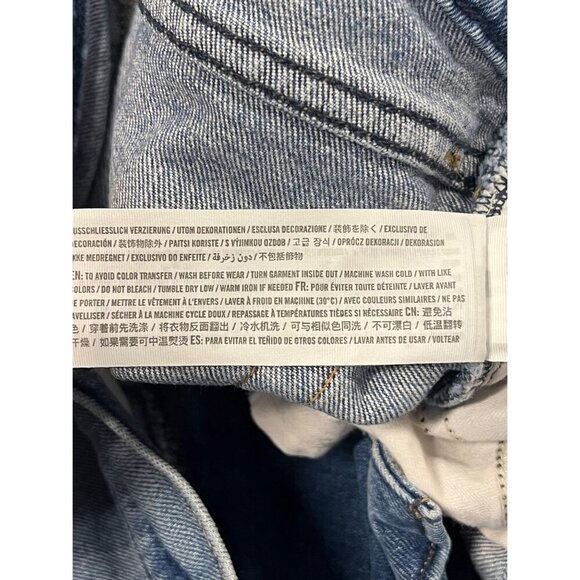 AUSSCHLIESSLICH VERZIERUNG / UTOM DEKORATIONEN / ESCLUSA DECORAZIONE / 装飾を除く / EXCLUSIVO DE
DECORACIÓN / 装饰物除外 / PAITSI KORISTE / S VÝJIMKOU OZDOB / 고급 장식 / OPRÓCZ DEKORACJI / DEKORASJON
IKKE MEDREGNET / EXCLUSIVO DO ENFEITE / دون زخرفة / 不包括飾物
EN: TO AVOID COLOR TRANSFER / WASH BEFORE WEAR / TURN GARMENT INSIDE OUT / MACHINE WASH COLD / WITH LIKE
COLORS / DO NOT BLEACH / TUMBLE DRY LOW / WARM IRON IF NEEDED FR: POUR ÉVITER DE TEINTER / LAVER AVANT
DE PORTER / METTRE LE VÊTEMENT À L'ENVERS / LAVER À FROID EN MACHINE (30°C) / AVEC COULEURS SIMILAIRES / NE PAS
JAVELLISER / SÉCHER À LA MACHINE CYCLE DOUX / REPASSAGE À TEMPÉRATURES TIÈDES SI NÉCESSAIRE CN: 避免沾
色 / 穿着前先洗涤 / 将衣物反面翻出 / 冷水机洗 / 可与相似色同洗 / 不可漂白 / 低温翻转
干燥 / 如果需要可中温熨烫 ES: PARA EVITAR EL TEÑIDO DE OTROS COLORES / LAVAR ANTES DE USAR / VOLTEAR